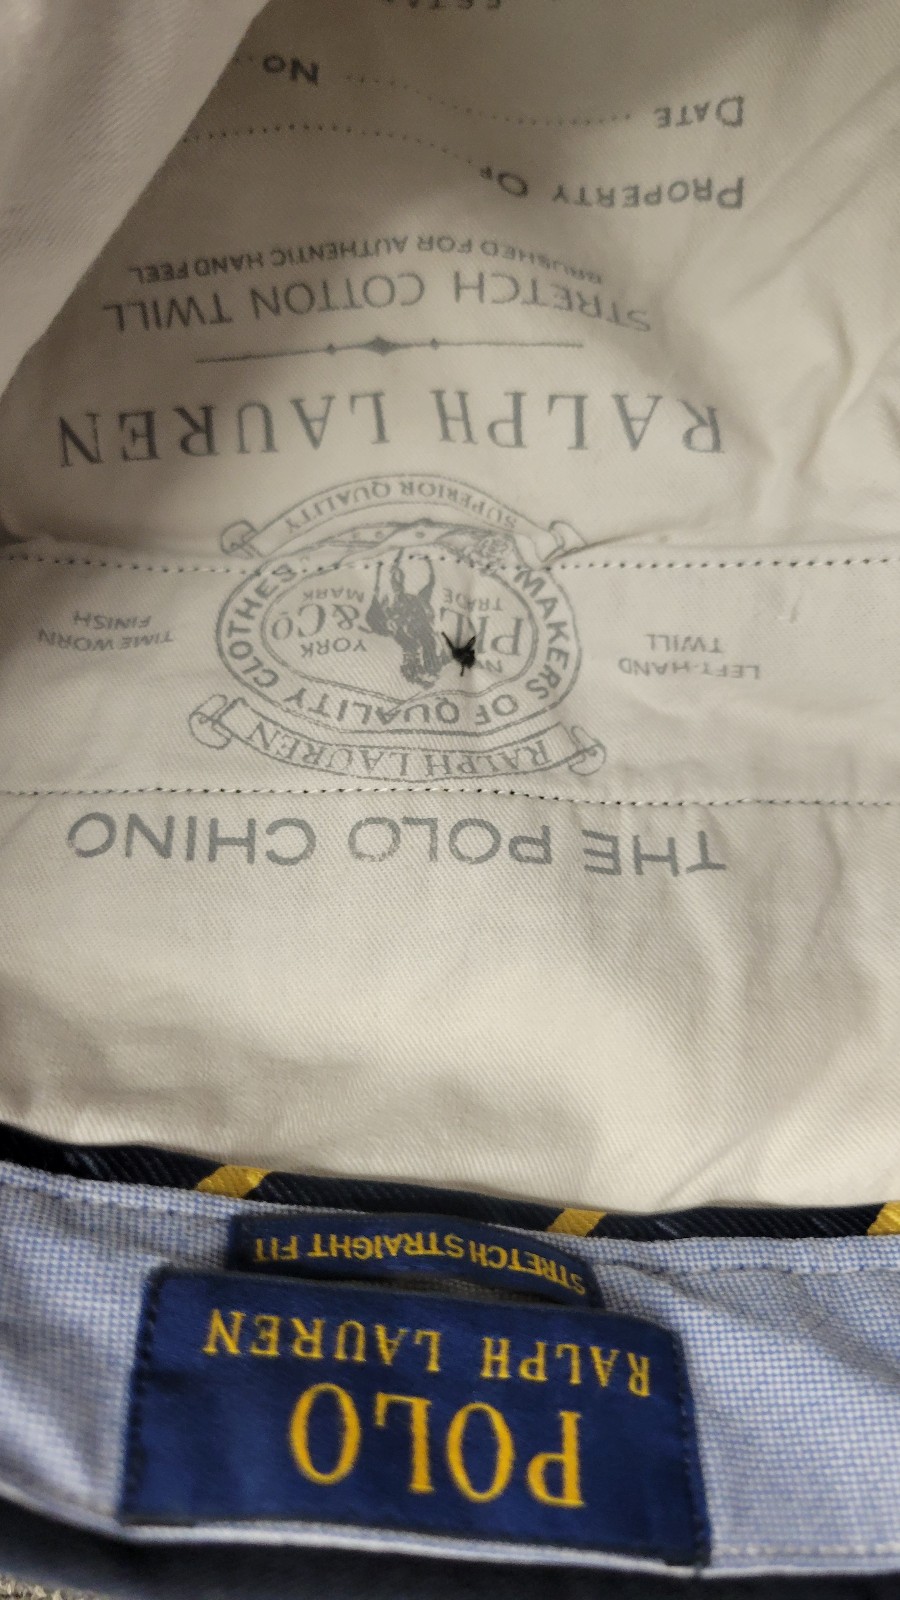 POLO
RALPH LAUREN
STRETCH STRAIGHT FIT
THE POLO CHINO
RALPH LAUREN
MAKERS OF QUALITY CLOTHES
YORK
PRL &Co
TRADE MARK
LEFT-HAND
TWILL
TIME WORN
FINISH
SUPERIOR QUALITY
RALPH LAUREN
STRETCH COTTON TWILL
BRUSHED FOR AUTHENTIC HAND FEEL
PROPERTY OF
DATE No.